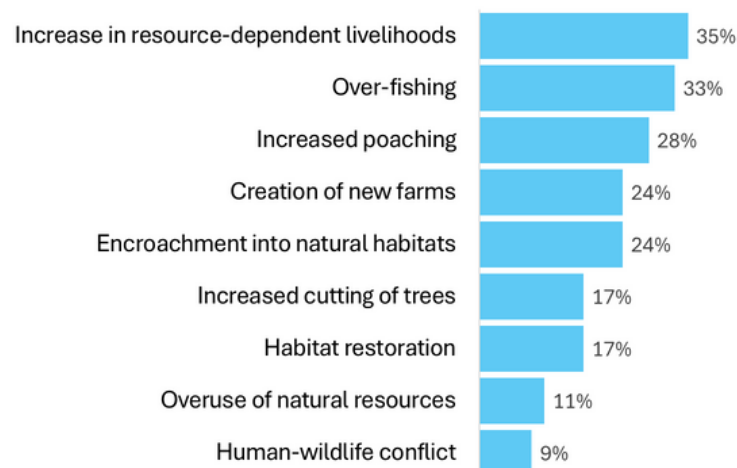 Increase in resource-dependent livelihoods 35%
Over-fishing 33%
Increased poaching 28%
Creation of new farms 24%
Encroachment into natural habitats 24%
Increased cutting of trees 17%
Habitat restoration 17%
Overuse of natural resources 11%
Human-wildlife conflict 9%